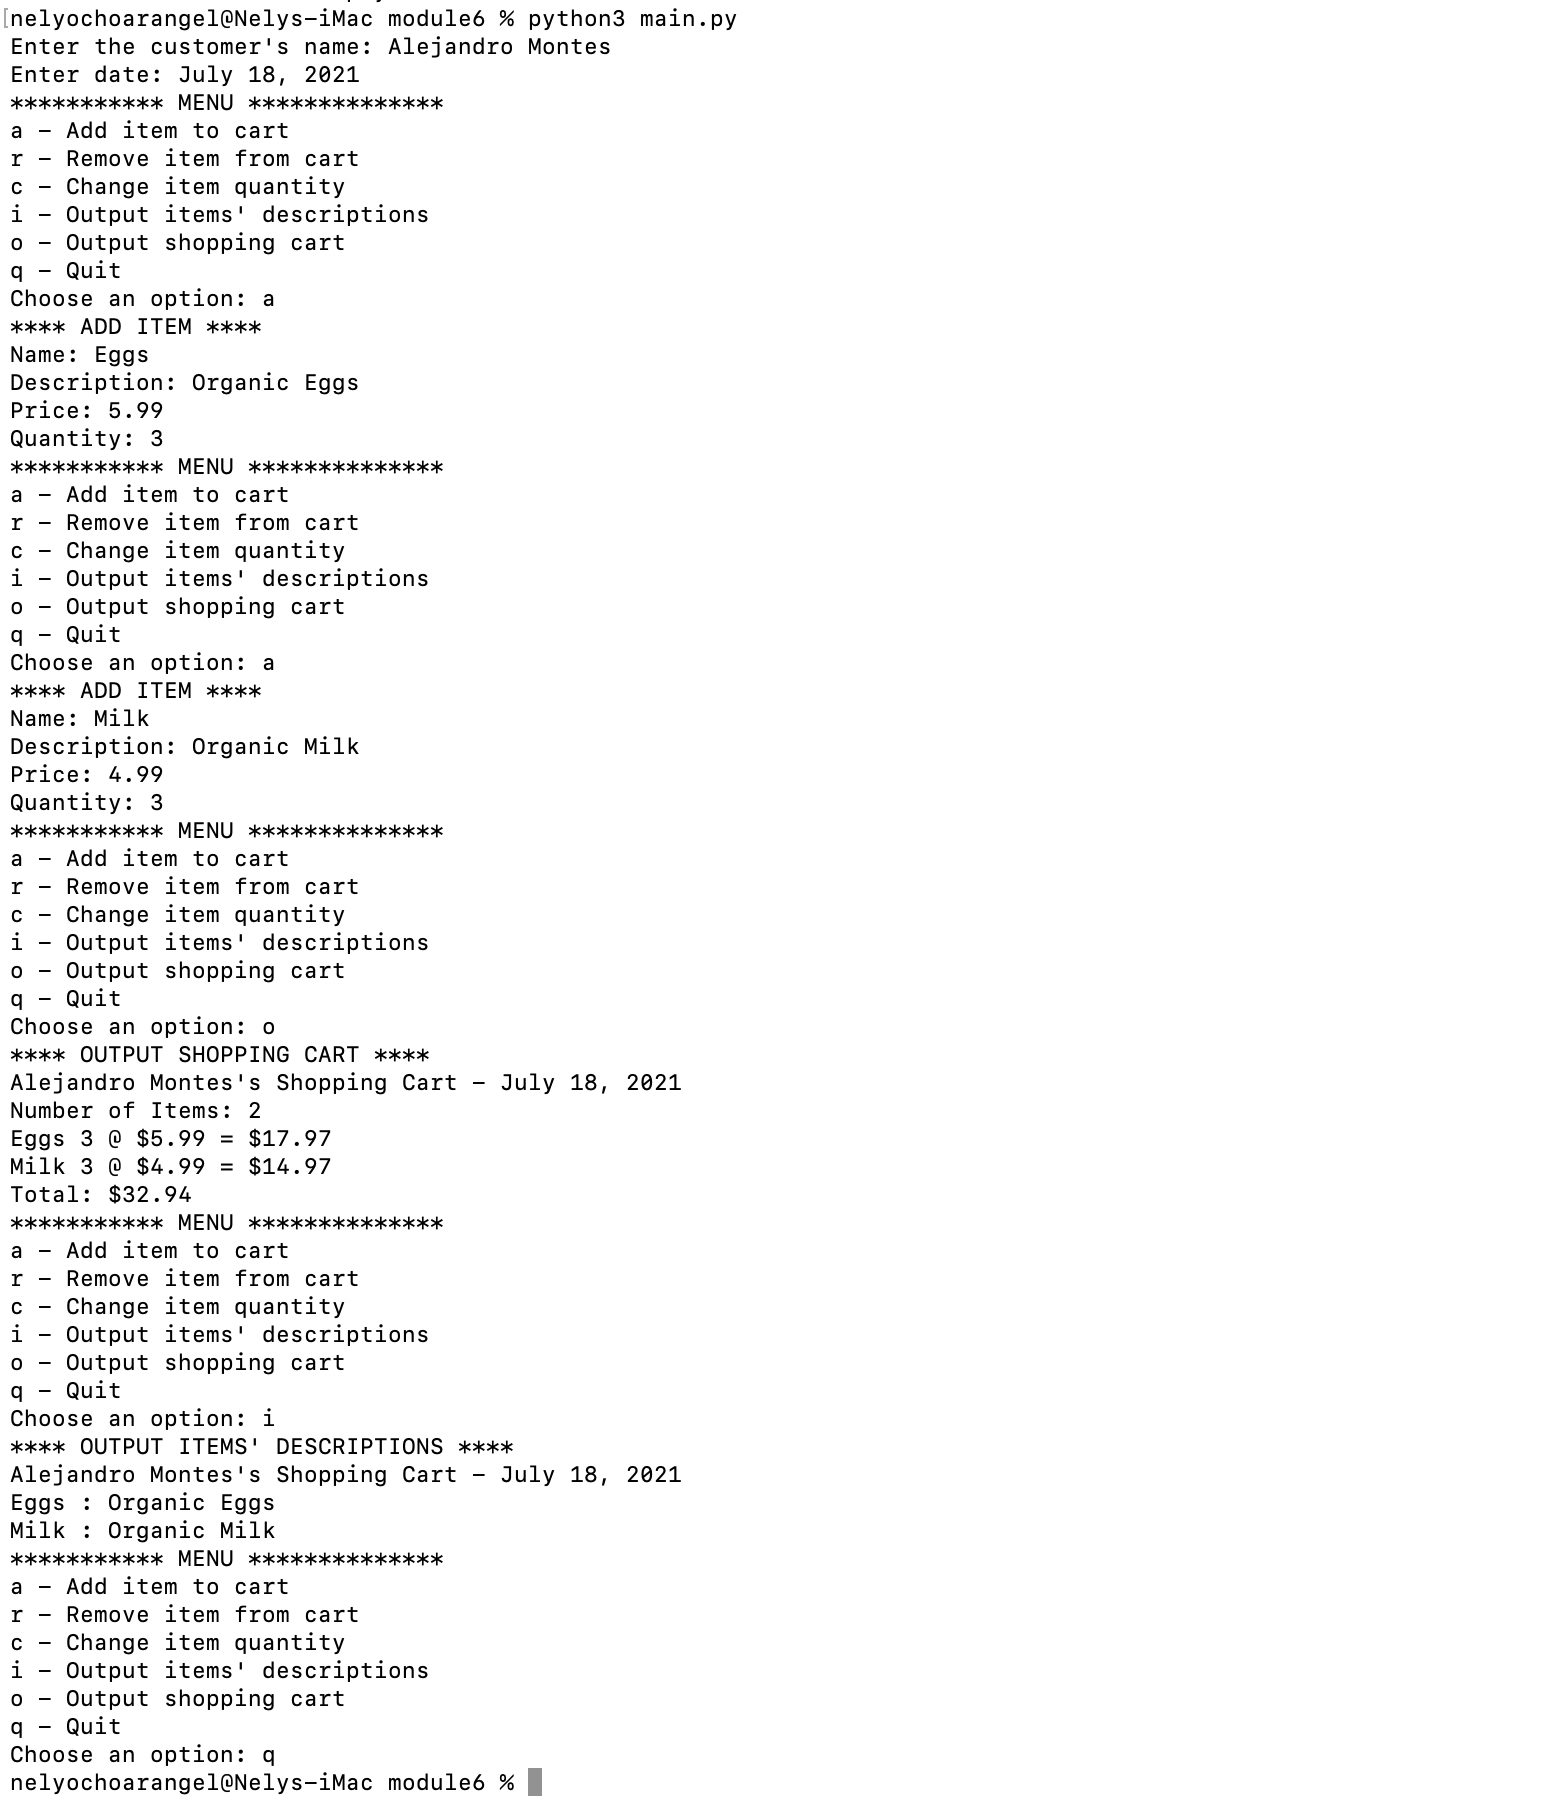 nelyochoarangel@Nelys-iMac module6 % python3 main.py
Enter the customer's name: Alejandro Montes
Enter date: July 18, 2021
*********** MENU **************
a - Add item to cart
r - Remove item from cart
c - Change item quantity
i - Output items' descriptions
o - Output shopping cart
q - Quit
Choose an option: a
**** ADD ITEM ****
Name: Eggs
Description: Organic Eggs
Price: 5.99
Quantity: 3
*********** MENU **************
a - Add item to cart
r - Remove item from cart
c - Change item quantity
i - Output items' descriptions
o - Output shopping cart
q - Quit
Choose an option: a
**** ADD ITEM ****
Name: Milk
Description: Organic Milk
Price: 4.99
Quantity: 3
*********** MENU **************
a - Add item to cart
r - Remove item from cart
c - Change item quantity
i - Output items' descriptions
o - Output shopping cart
q - Quit
Choose an option: o
**** OUTPUT SHOPPING CART ****
Alejandro Montes's Shopping Cart - July 18, 2021
Number of Items: 2
Eggs 3 @ $5.99 = $17.97
Milk 3 @ $4.99 = $14.97
Total: $32.94
*********** MENU **************
a - Add item to cart
r - Remove item from cart
c - Change item quantity
i - Output items' descriptions
o - Output shopping cart
q - Quit
Choose an option: i
**** OUTPUT ITEMS' DESCRIPTIONS ****
Alejandro Montes's Shopping Cart - July 18, 2021
Eggs : Organic Eggs
Milk : Organic Milk
*********** MENU **************
a - Add item to cart
r - Remove item from cart
c - Change item quantity
i - Output items' descriptions
o - Output shopping cart
q - Quit
Choose an option: q
nelyochoarangel@Nelys-iMac module6 %